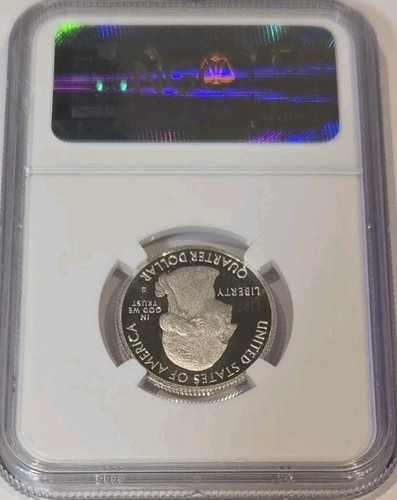 UNITED STATES OF AMERICA
LIBERTY
IN
GOD WE
TRUST
S
QUARTER DOLLAR